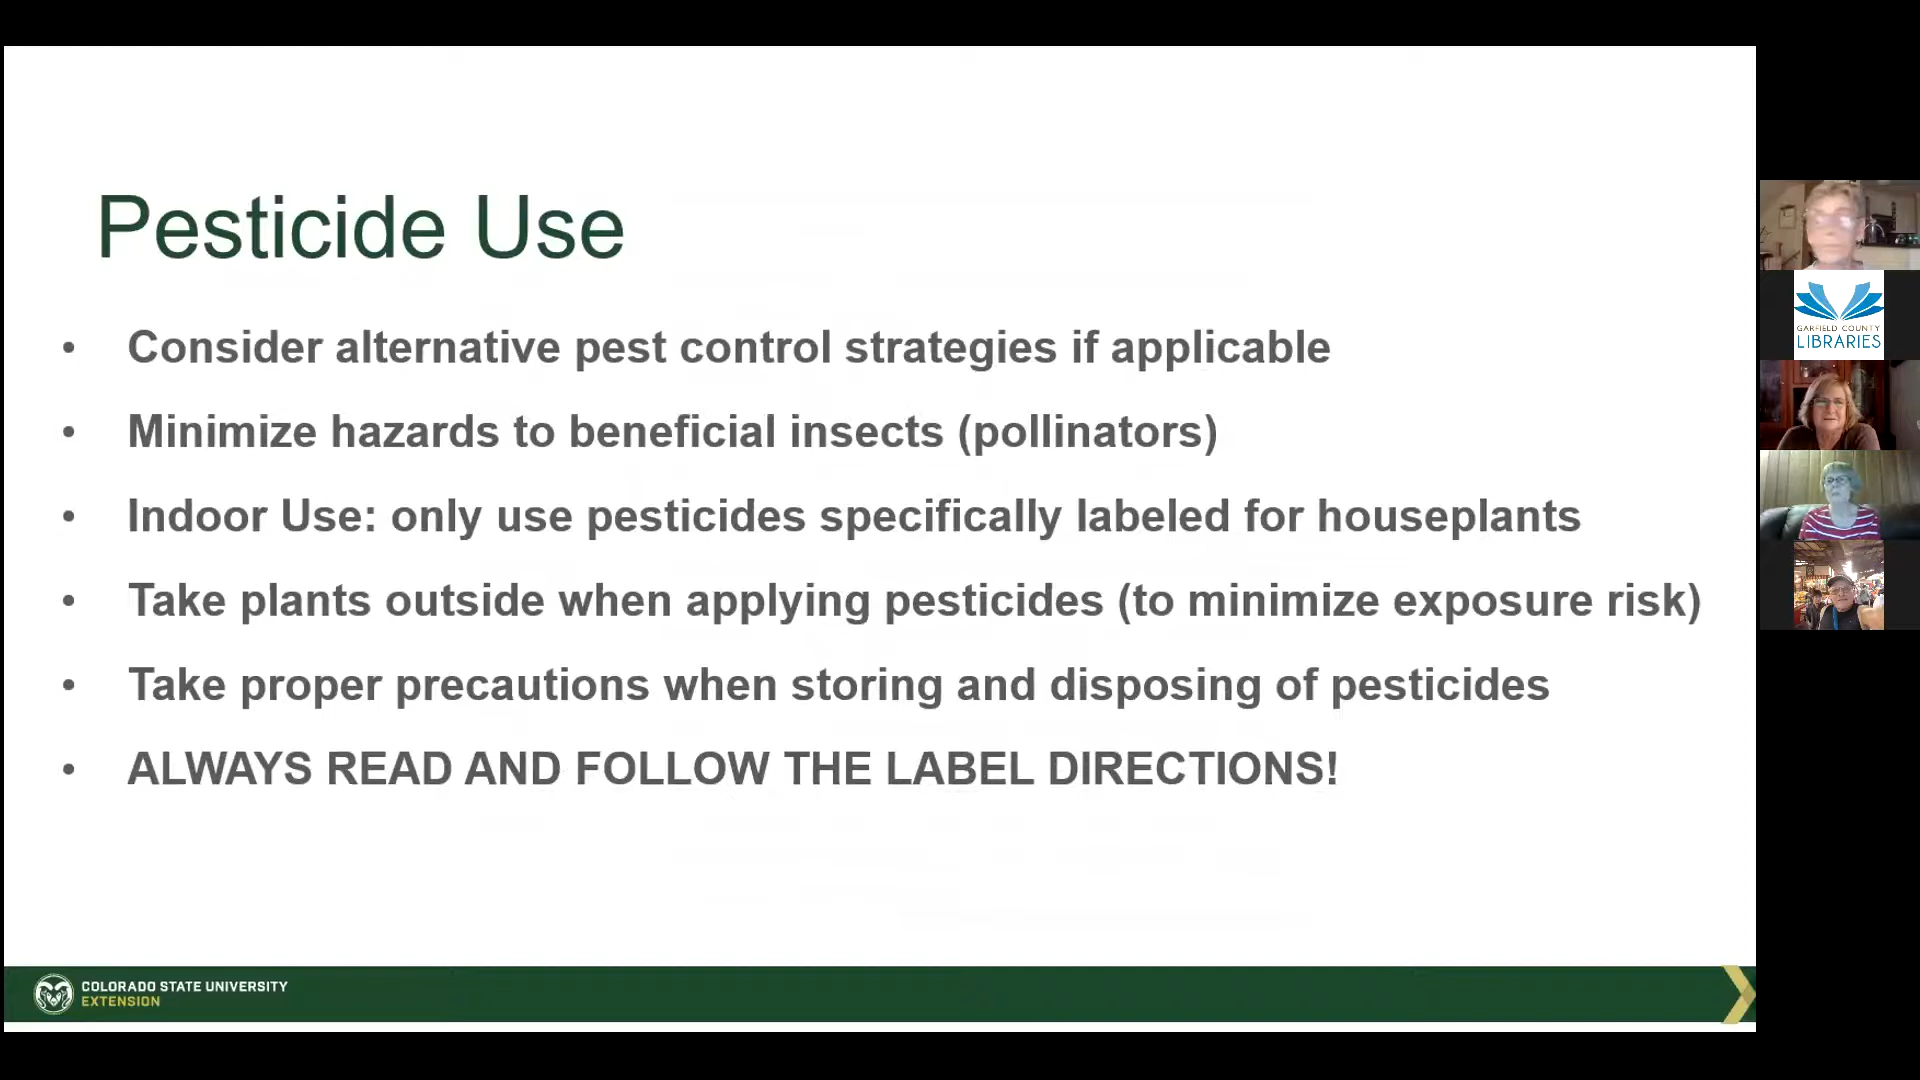 Pesticide Use
• Consider alternative pest control strategies if applicable
• Minimize hazards to beneficial insects (pollinators)
• Indoor Use: only use pesticides specifically labeled for houseplants
• Take plants outside when applying pesticides (to minimize exposure risk)
• Take proper precautions when storing and disposing of pesticides
• ALWAYS READ AND FOLLOW THE LABEL DIRECTIONS!
COLORADO STATE UNIVERSITY
EXTENSION
GARFIELD COUNTY
LIBRARIES